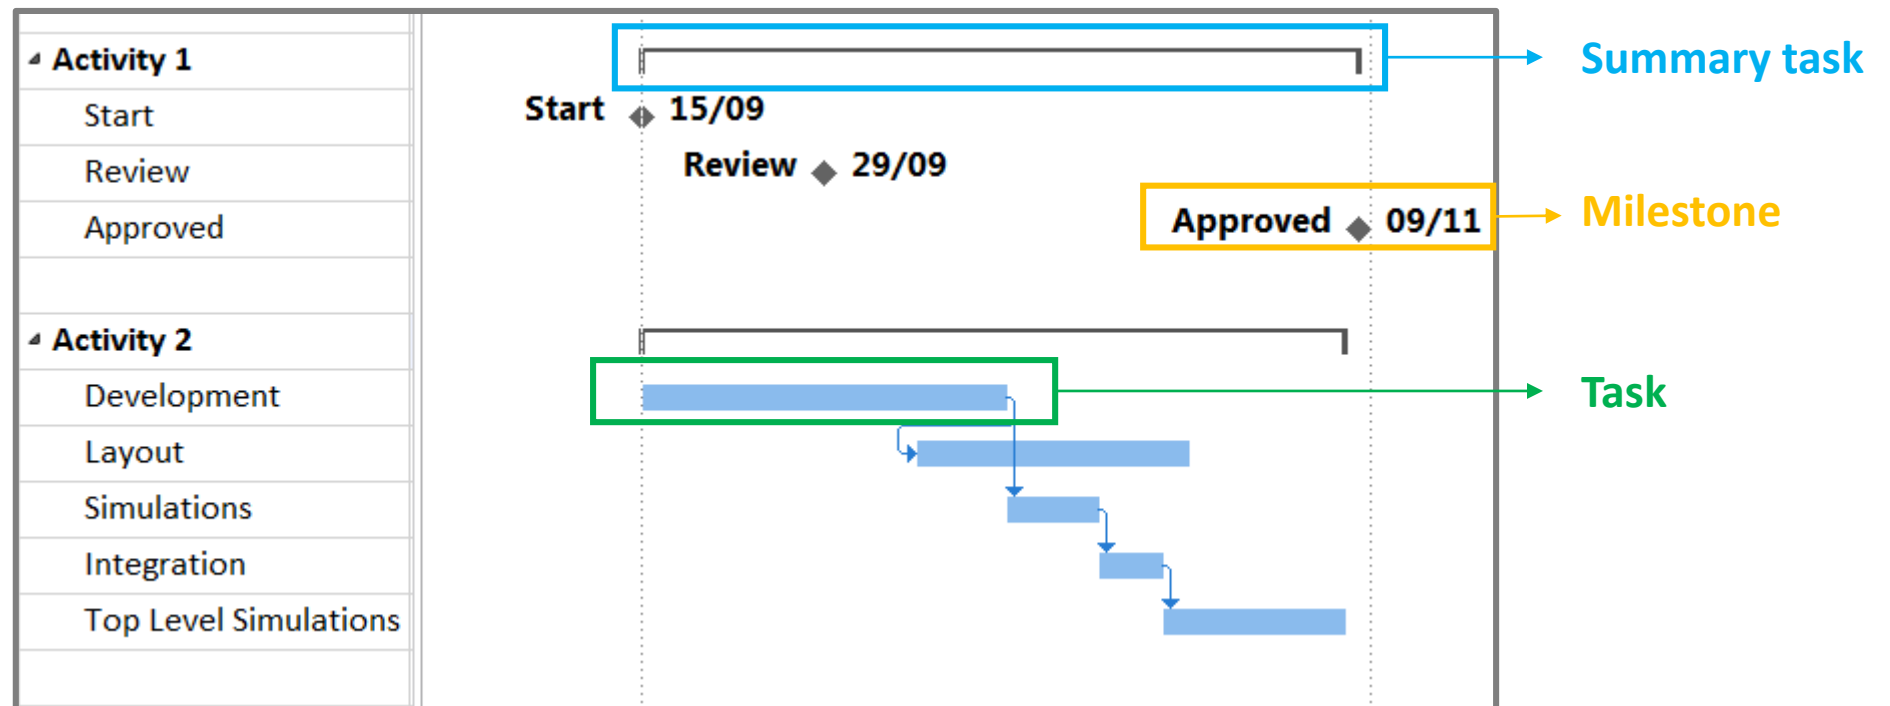 Activity 1
Summary task
Start
Start 15/09
Review
Review 29/09
Approved
Approved 09/11
Milestone
Activity 2
Development
Task
Layout
Simulations
Integration
Top Level Simulations